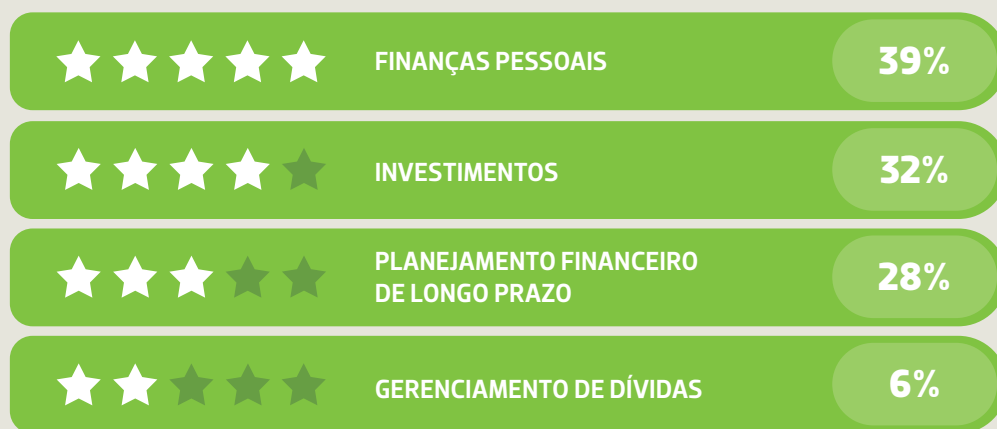 FINANÇAS PESSOAIS 39%
INVESTIMENTOS 32%
PLANEJAMENTO FINANCEIRO
DE LONGO PRAZO 28%
GERENCIAMENTO DE DÍVIDAS 6%